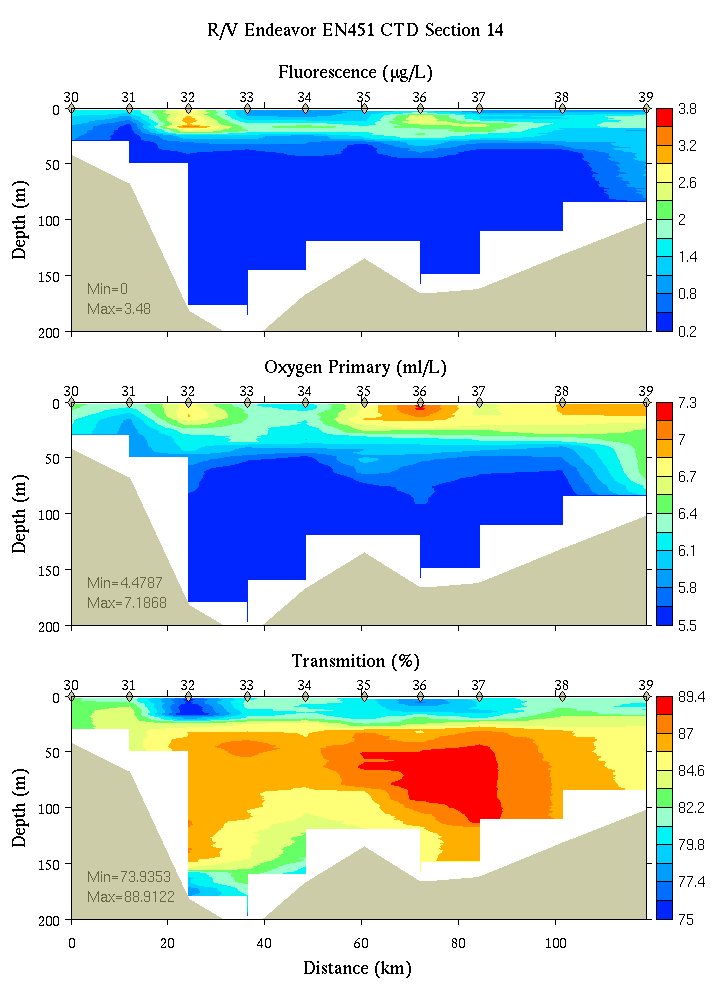 R/V Endeavor EN451 CTD Section 14
Fluorescence (µg/L)
30 31 32 33 34 35 36 37 38 39
0
50
100
150
200
Depth (m)
Min=0
Max=3.48
3.8
3.2
2.6
2
1.4
0.8
0.2
Oxygen Primary (ml/L)
30 31 32 33 34 35 36 37 38 39
0
50
100
150
200
Depth (m)
Min=4.4787
Max=7.1868
7.3
7
6.7
6.4
6.1
5.8
5.5
Transmition (%)
30 31 32 33 34 35 36 37 38 39
0
50
100
150
200
Depth (m)
Min=73.9353
Max=88.9122
89.4
87
84.6
82.2
79.8
77.4
75
0 20 40 60 80 100
Distance (km)